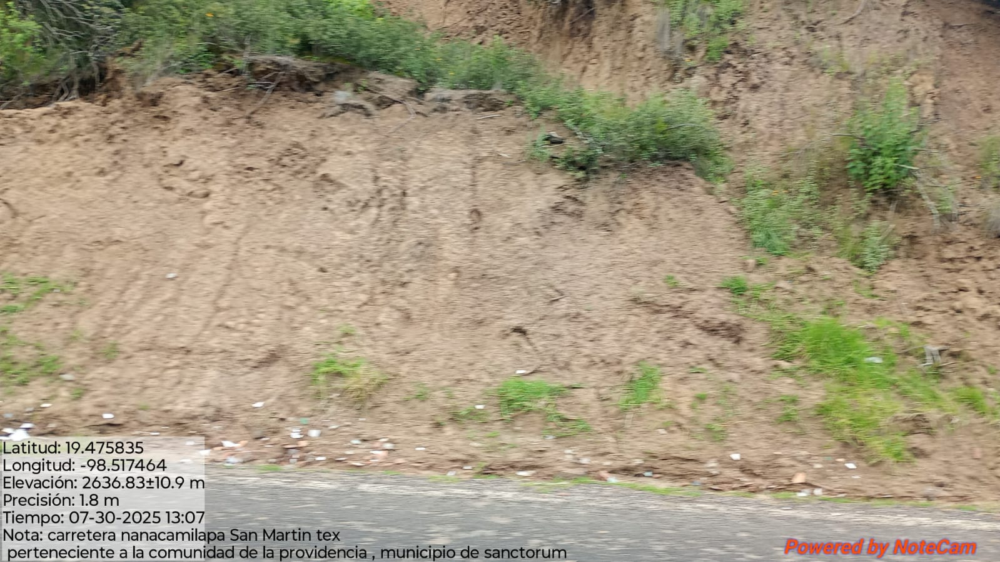 Latitud: 19.475835
Longitud: -98.517464
Elevación: 2636.83±10.9 m
Precisión: 1.8 m
Tiempo: 07-30-2025 13:07
Nota: carretera nanacamilapa San Martin tex
perteneciente a la comunidad de la providencia , municipio de sanctorum
Powered by NoteCam